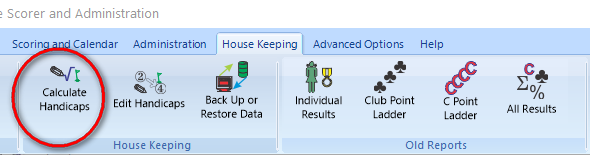 e Scorer and Administration
Scoring and Calendar Administration House Keeping Advanced Options Help
Calculate Handicaps
Edit Handicaps
Back Up or Restore Data
Individual Results
Club Point Ladder
C Point Ladder
All Results
House Keeping
Old Reports